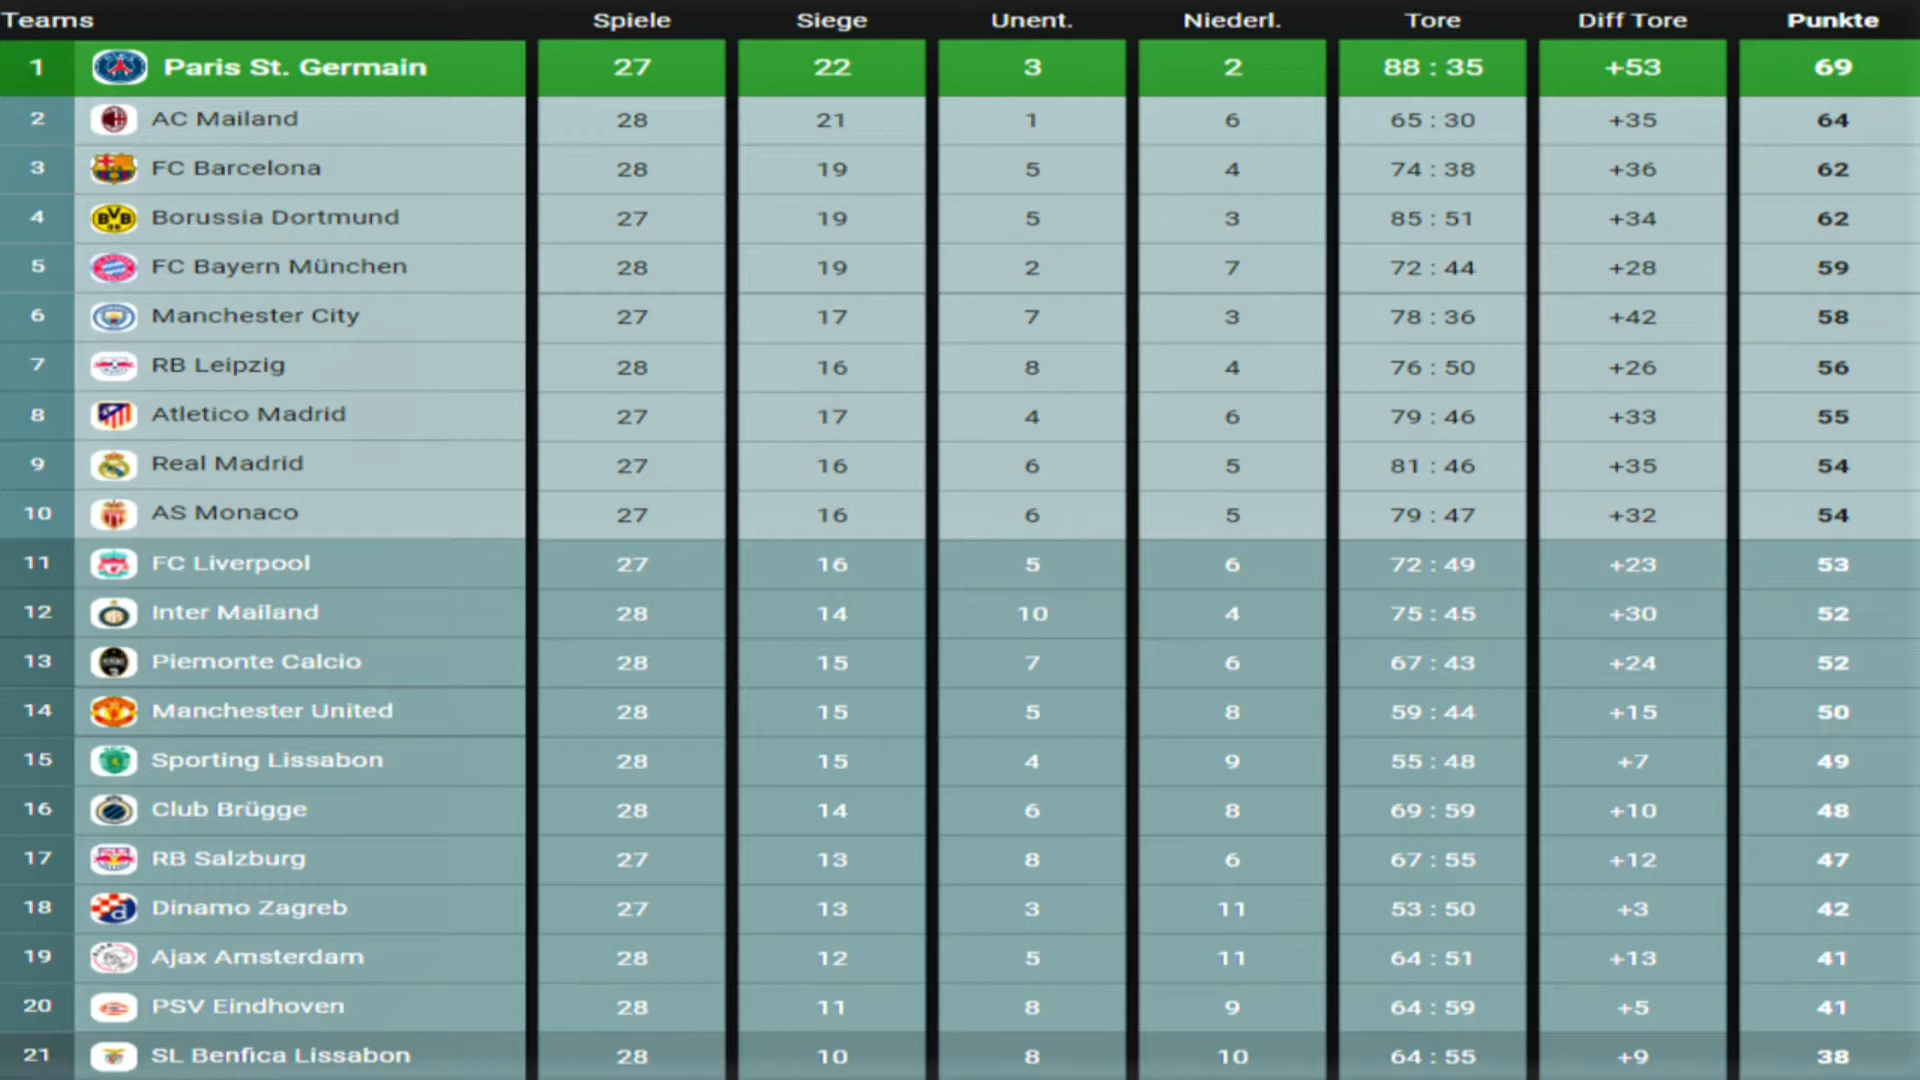 Teams Spiele Siege Unent. Niederl. Tore Diff Tore Punkte
1 Paris St. Germain 27 22 3 2 88 : 35 +53 69
2 AC Mailand 28 21 1 6 65 : 30 +35 64
3 FC Barcelona 28 19 5 4 74 : 38 +36 62
4 BVB 09 Borussia Dortmund 27 19 5 3 85 : 51 +34 62
5 FC Bayern München 28 19 2 7 72 : 44 +28 59
6 Manchester City 27 17 7 3 78 : 36 +42 58
7 RB Leipzig 28 16 8 4 76 : 50 +26 56
8 Atletico Madrid 27 17 4 6 79 : 46 +33 55
9 Real Madrid 27 16 6 5 81 : 46 +35 54
10 AS Monaco 27 16 6 5 79 : 47 +32 54
11 FC Liverpool 27 16 5 6 72 : 49 +23 53
12 Inter Mailand 28 14 10 4 75 : 45 +30 52
13 Piemonte Calcio 28 15 7 6 67 : 43 +24 52
14 Manchester United 28 15 5 8 59 : 44 +15 50
15 Sporting Lissabon 28 15 4 9 55 : 48 +7 49
16 Club Brügge 28 14 6 8 69 : 59 +10 48
17 RB Salzburg 27 13 8 6 67 : 55 +12 47
18 Dinamo Zagreb 27 13 3 11 53 : 50 +3 42
19 Ajax Amsterdam 28 12 5 11 64 : 51 +13 41
20 PSV Eindhoven 28 11 8 9 64 : 59 +5 41
21 SL Benfica Lissabon 28 10 8 10 64 : 55 +9 38